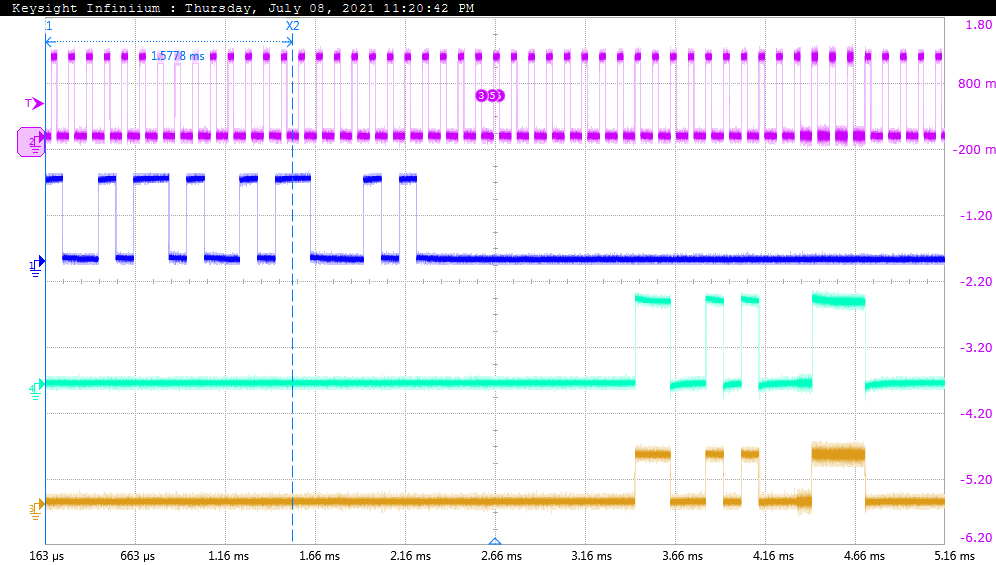 Keysight Infiniium : Thursday, July 08, 2021 11:20:42 PM
1 X2 1.80
1.5778 ms
800 m
T
2 -200 m
-1.20
1
-2.20
-3.20
4
-4.20
-5.20
3
-6.20
163 µs 663 µs 1.16 ms 1.66 ms 2.16 ms 2.66 ms 3.16 ms 3.66 ms 4.16 ms 4.66 ms 5.16 ms